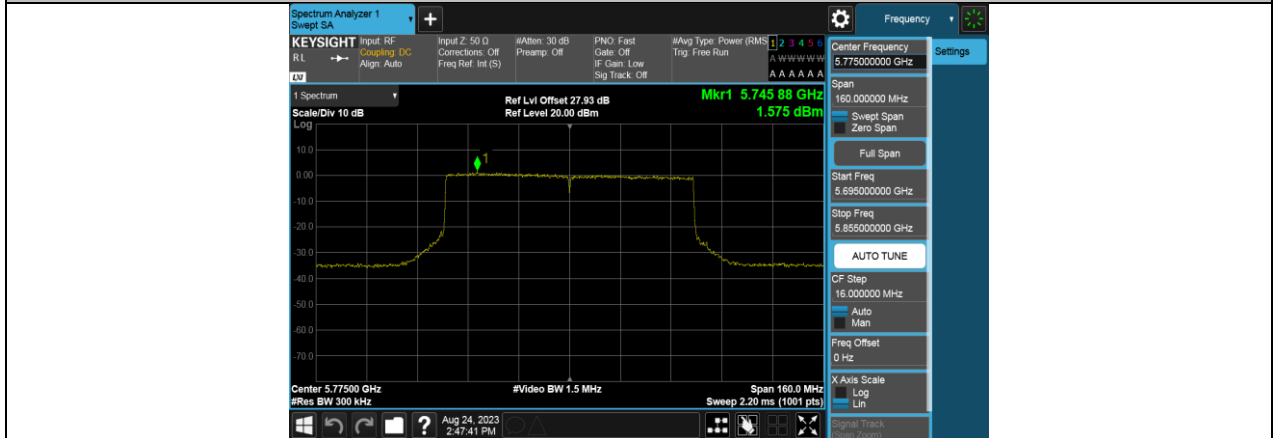 Spectrum Analyzer 1
Swept SA
+
Frequency
KEYSIGHT
RL
LXI
Input: RF
Coupling: DC
Align: Auto
Input Z: 50 Ω
Corrections: Off
Freq Ref: Int (S)
#Atten: 30 dB
Preamp: Off
PNO: Fast
Gate: Off
IF Gain: Low
Sig Track: Off
#Avg Type: Power (RMS
Trig: Free Run
1 2 3 4 5 6
A W W W W W
A A A A A A
Center Frequency
5.775000000 GHz
Settings
Span
160.000000 MHz
Swept Span
Zero Span
Full Span
Start Freq
5.695000000 GHz
Stop Freq
5.855000000 GHz
AUTO TUNE
CF Step
16.000000 MHz
Auto
Man
Freq Offset
0 Hz
X Axis Scale
Log
Lin
Signal Track
(Span Zoom)
1 Spectrum
Scale/Div 10 dB
Log
Ref Lvl Offset 27.93 dB
Ref Level 20.00 dBm
Mkr1 5.745 88 GHz
1.575 dBm
1
10.0
0.00
-10.0
-20.0
-30.0
-40.0
-50.0
-60.0
-70.0
Center 5.77500 GHz
#Res BW 300 kHz
#Video BW 1.5 MHz
Span 160.0 MHz
Sweep 2.20 ms (1001 pts)
?
Aug 24, 2023
2:47:41 PM